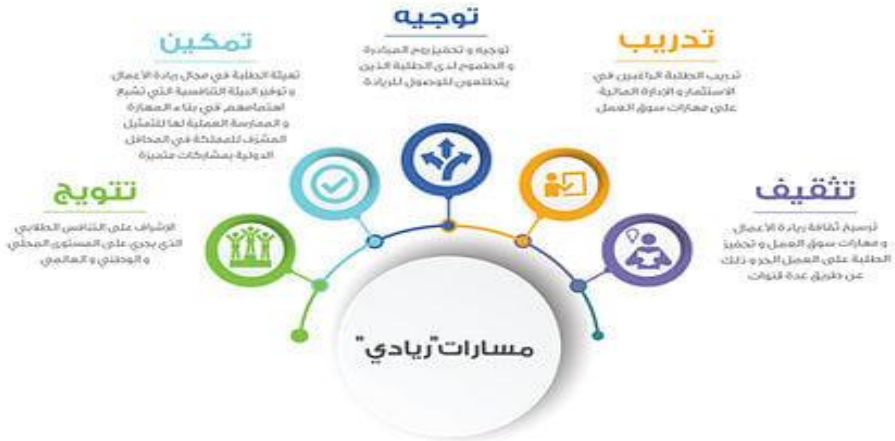 تثقيف
ترسيخ ثقافة ريادة الأعمال
و مهارات سوق العمل و تحفيز
الطلبة على العمل الحر و ذلك
عن طريق عدة قنوات
تدريب
تدريب الطلبة الراغبين في
الاستثمار و الإدارة المالية
على مهارات سوق العمل
توجيه
توجيه و تحفيز روح المبادرة
و الطموح لدى الطلبة الذين
يتطلعون للوصول للريادة
تمكين
تهيئة الطلبة في مجال ريادة الأعمال
و توفير البيئة التنافسية التي تشبع
اهتمامهم في بناء المهارة
و الممارسة العملية لها للتمثيل
المشرف للمملكة في المحافل
الدولية بمشاركات متميزة
تتويج
الإشراف على التنافس الطلابي
الذي يجري على المستوى المحلي
و الوطني و العالمي
مسارات"ريادي"